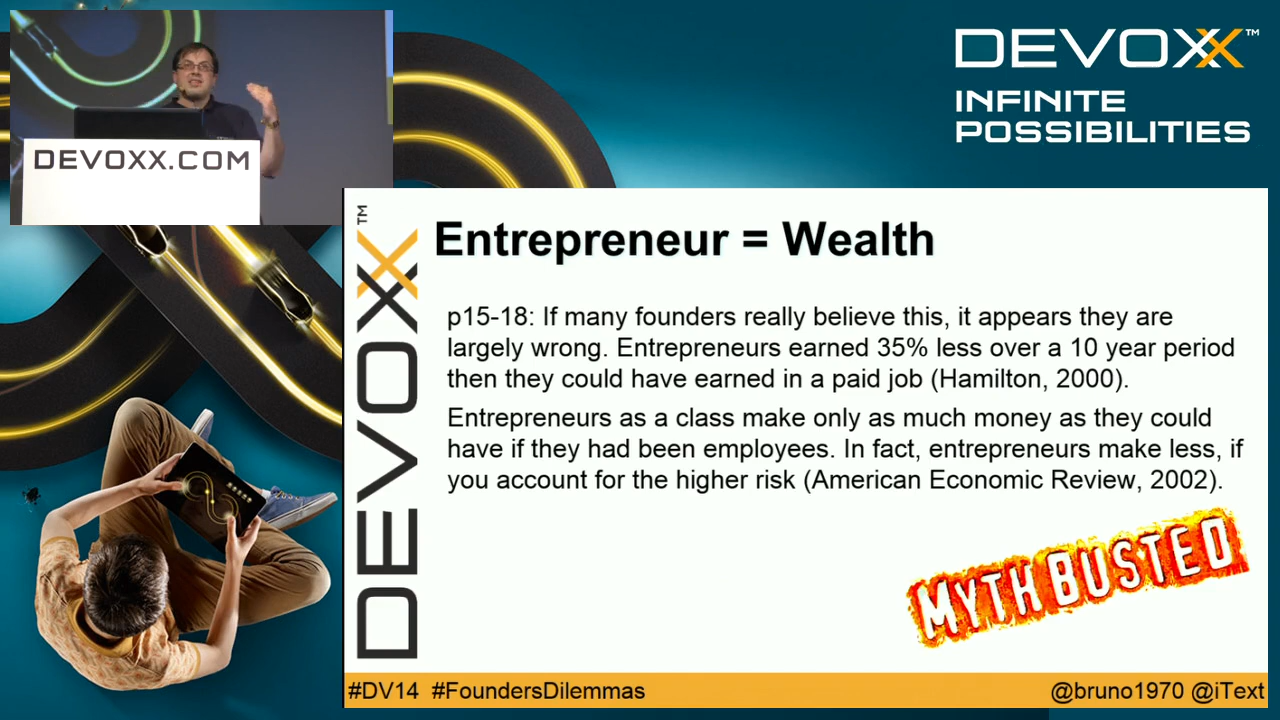 DEVOXX™
INFINITE
POSSIBILITIES
DEVOXX.COM
DEVOXX™
Entrepreneur = Wealth
p15-18: If many founders really believe this, it appears they are
largely wrong. Entrepreneurs earned 35% less over a 10 year period
then they could have earned in a paid job (Hamilton, 2000).
Entrepreneurs as a class make only as much money as they could
have if they had been employees. In fact, entrepreneurs make less, if
you account for the higher risk (American Economic Review, 2002).
MYTH BUSTED
#DV14 #FoundersDilemmas
@bruno1970 @iText